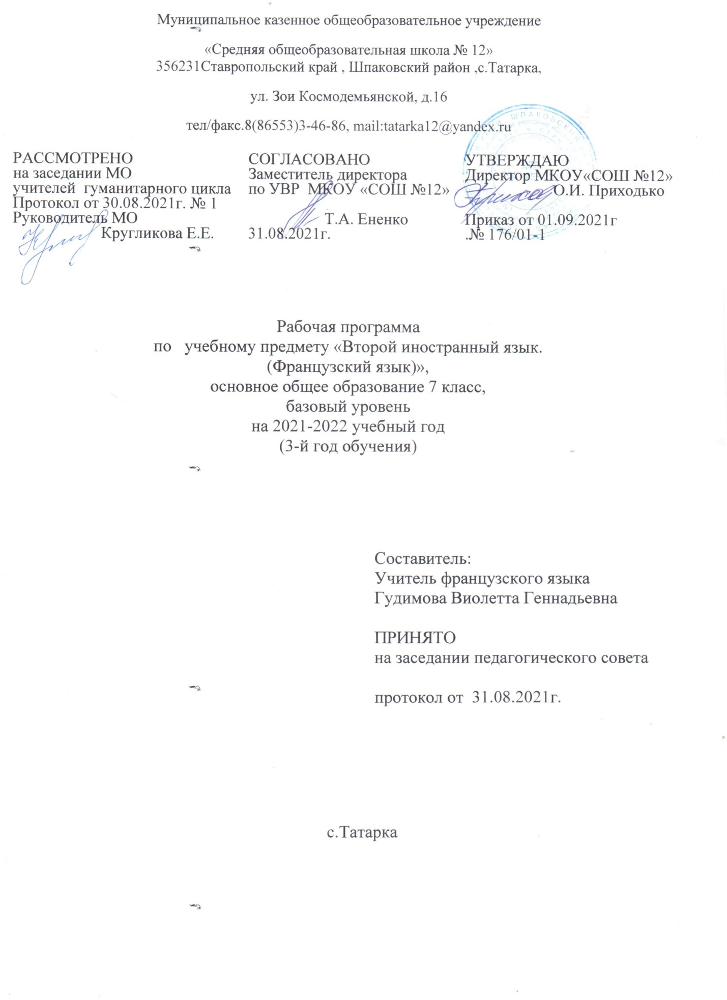 Муниципальное казенное общеобразовательное учреждение
«Средняя общеобразовательная школа № 12»
356231Ставропольский край , Шпаковский район ,с.Татарка,
ул. Зои Космодемьянской, д.16
тел/факс.8(86553)3-46-86, mail:tatarka12@yandex.ru
РАССМОТРЕНО
на заседании МО
учителей гуманитарного цикла
Протокол от 30.08.2021г. № 1
Руководитель МО
Кругликова Е.Е.
СОГЛАСОВАНО
Заместитель директора
по УВР МКОУ «СОШ №12»
Т.А. Ененко
31.08.2021г.
УТВЕРЖДАЮ
Директор МКОУ«СОШ №12»
О.И. Приходько
Приказ от 01.09.2021г
.№ 176/01-1
ШПАКОВСКИЙ
Рабочая программа
по учебному предмету «Второй иностранный язык.
(Французский язык)»,
основное общее образование 7 класс,
базовый уровень
на 2021-2022 учебный год
(3-й год обучения)
Составитель:
Учитель французского языка
Гудимова Виолетта Геннадьевна
ПРИНЯТО
на заседании педагогического совета
протокол от 31.08.2021г.
с.Татарка